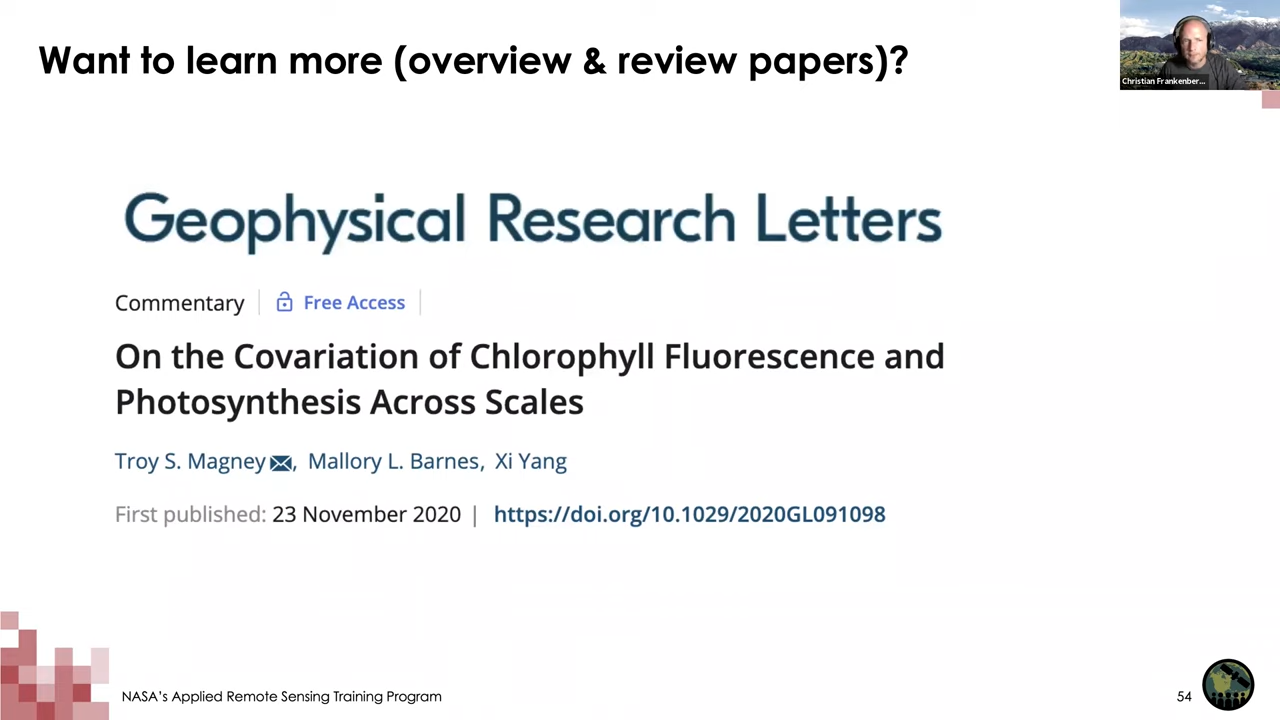 Want to learn more (overview & review papers)?
Christian Frankenber...
Geophysical Research Letters
Commentary
Free Access
On the Covariation of Chlorophyll Fluorescence and
Photosynthesis Across Scales
Troy S. Magney, Mallory L. Barnes, Xi Yang
First published: 23 November 2020 | https://doi.org/10.1029/2020GL091098
NASA's Applied Remote Sensing Training Program
54